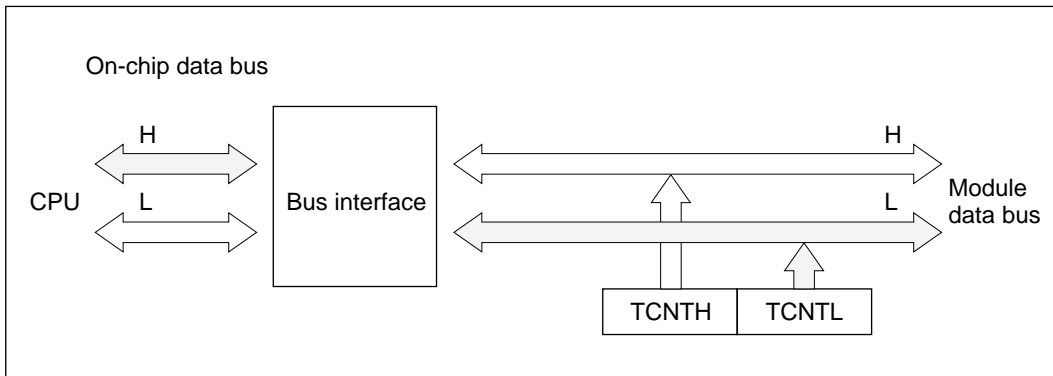 On-chip data bus
H
H
CPU
L
Bus interface
L
Module
data bus
TCNTH
TCNTL